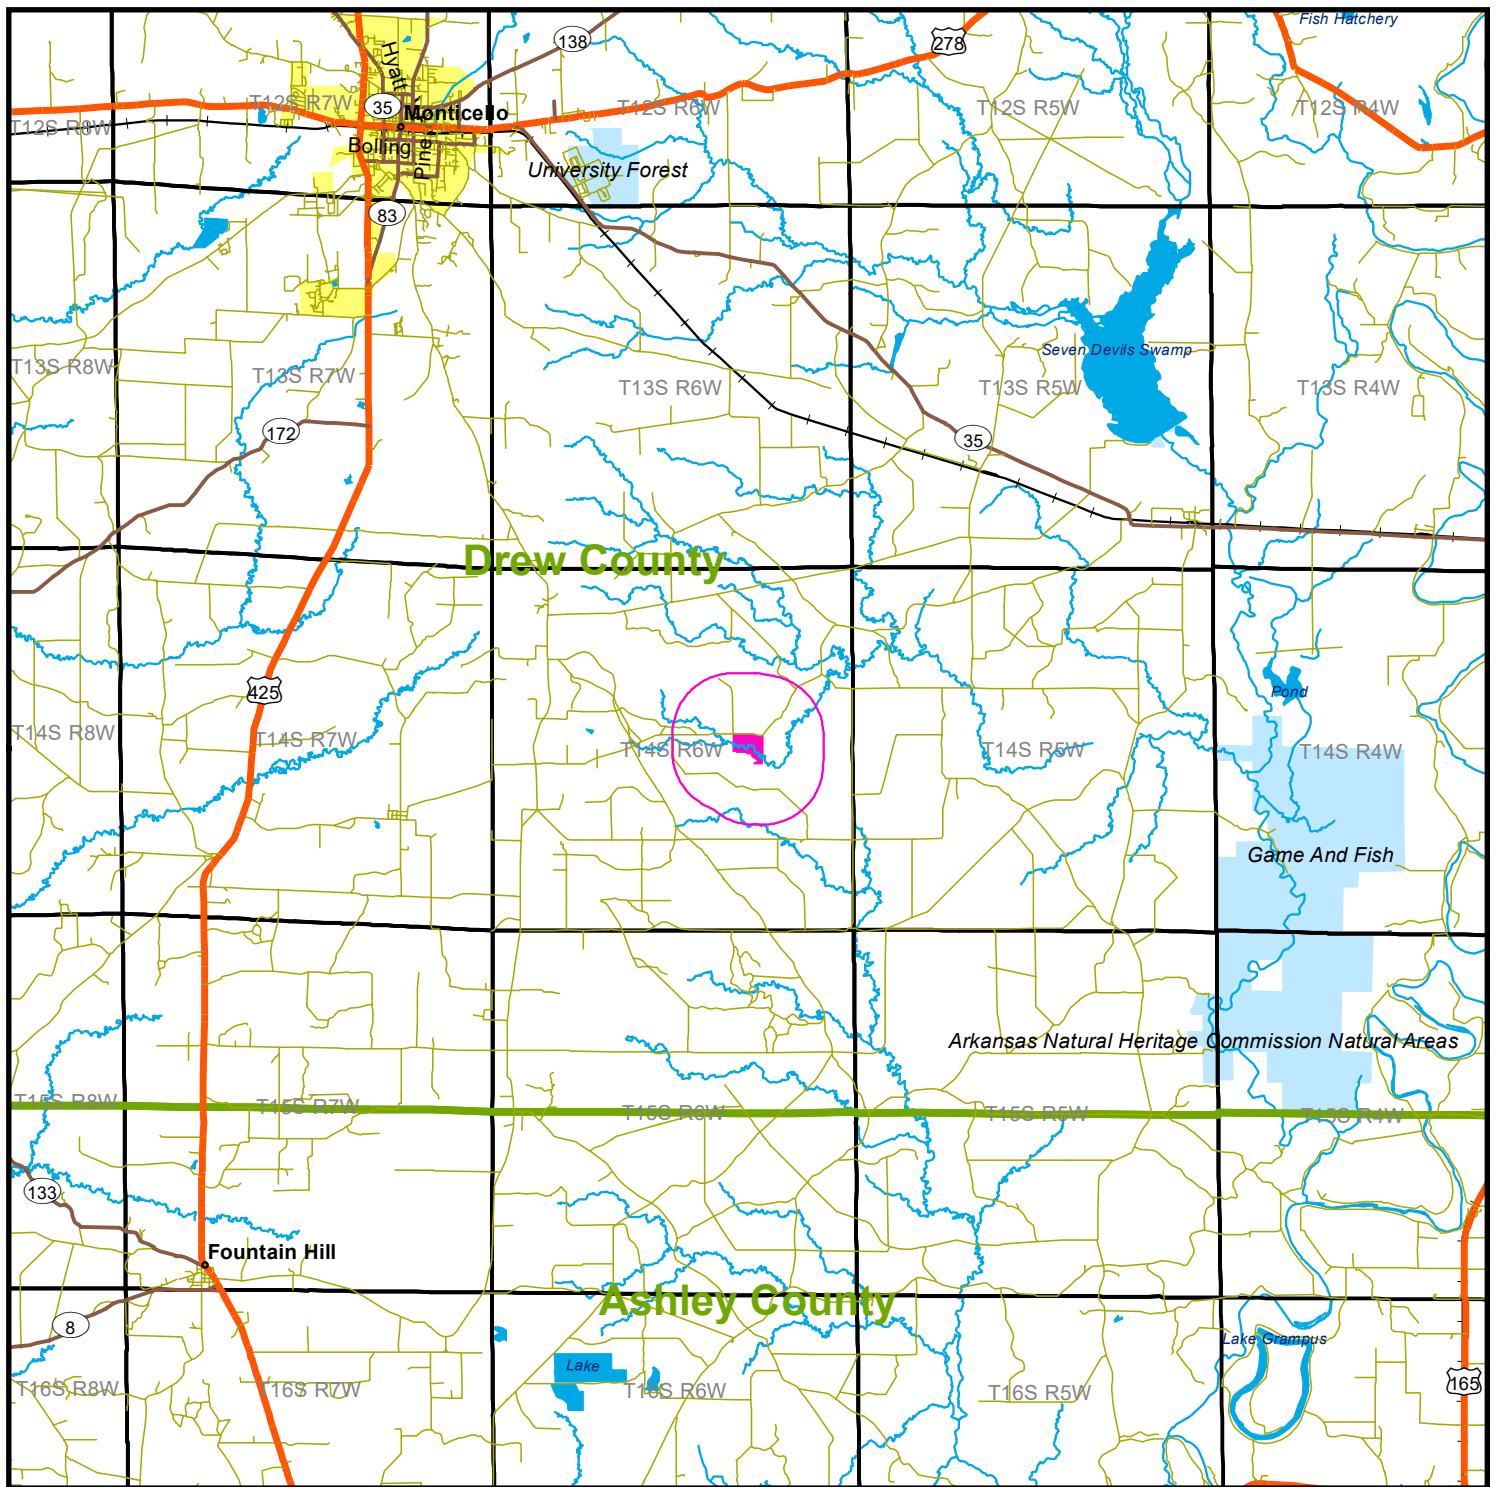 Fish Hatchery
138
278
Hyatt
T12S R7W
35
Monticello
T12S R6W
T12S R5W
T12S R4W
T12S R8W
Bolling
Pine
University Forest
83
Seven Devils Swamp
T13S R8W
T13S R7W
T13S R6W
T13S R5W
T13S R4W
172
35
Drew County
425
Pond
T14S R8W
T14S R7W
T14S R6W
T14S R5W
T14S R4W
Game And Fish
Arkansas Natural Heritage Commission Natural Areas
T15S R8W
T15S R7W
T15S R6W
T15S R5W
T15S R4W
133
Fountain Hill
Ashley County
8
Lake Grampus
Lake
T16S R8W
T16S R7W
T16S R6W
T16S R5W
165